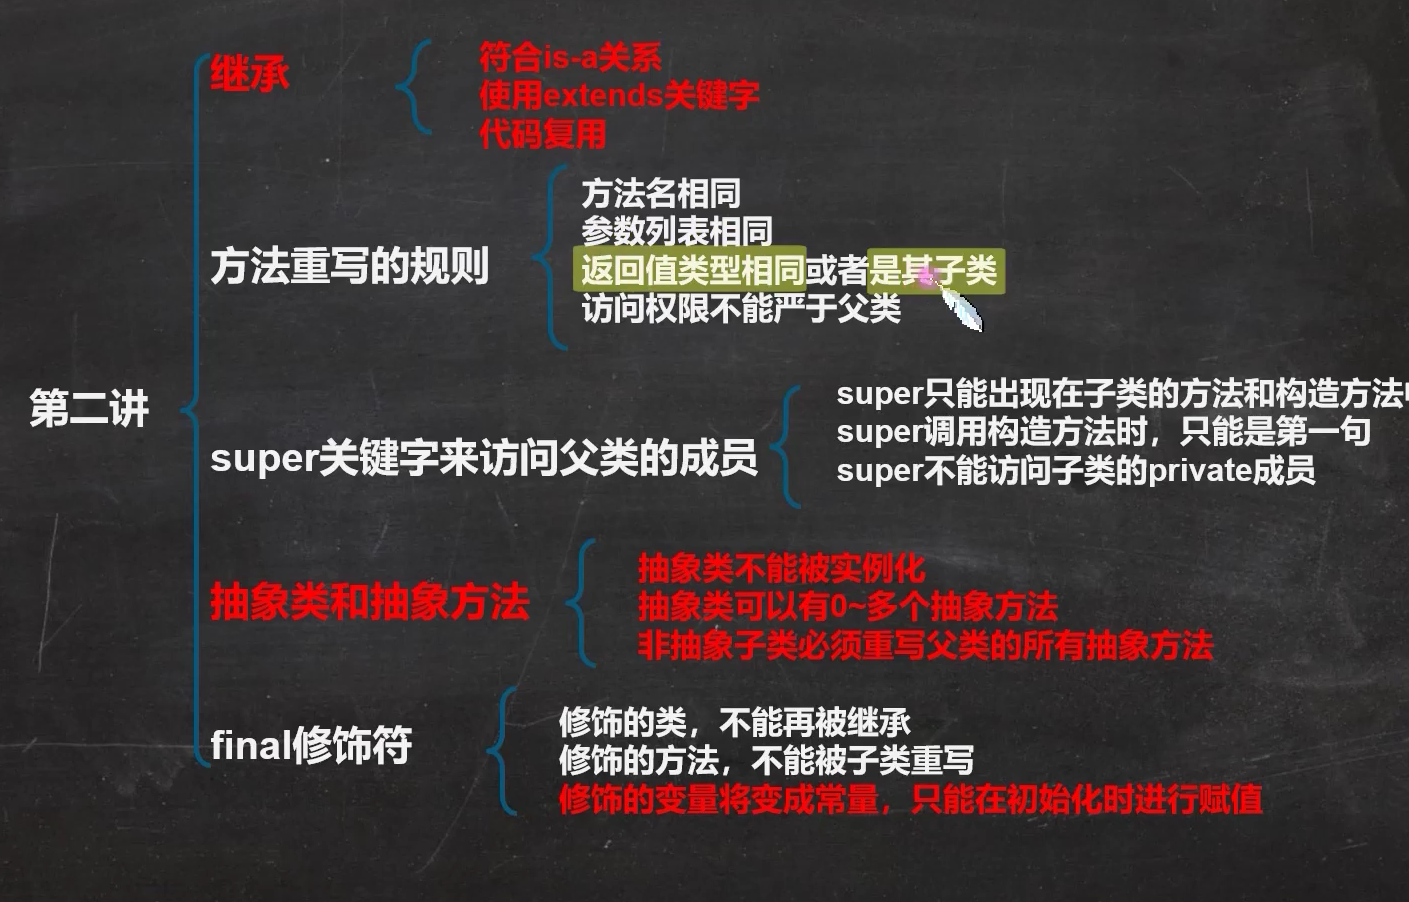 第二讲
继承
符合is-a关系
使用extends关键字
代码复用
方法重写的规则
方法名相同
参数列表相同
返回值类型相同或者是其子类
访问权限不能严于父类
super关键字来访问父类的成员
super只能出现在子类的方法和构造方法
super调用构造方法时，只能是第一句
super不能访问子类的private成员
抽象类和抽象方法
抽象类不能被实例化
抽象类可以有0~多个抽象方法
非抽象子类必须重写父类的所有抽象方法
final修饰符
修饰的类，不能再被继承
修饰的方法，不能被子类重写
修饰的变量将变成常量，只能在初始化时进行赋值